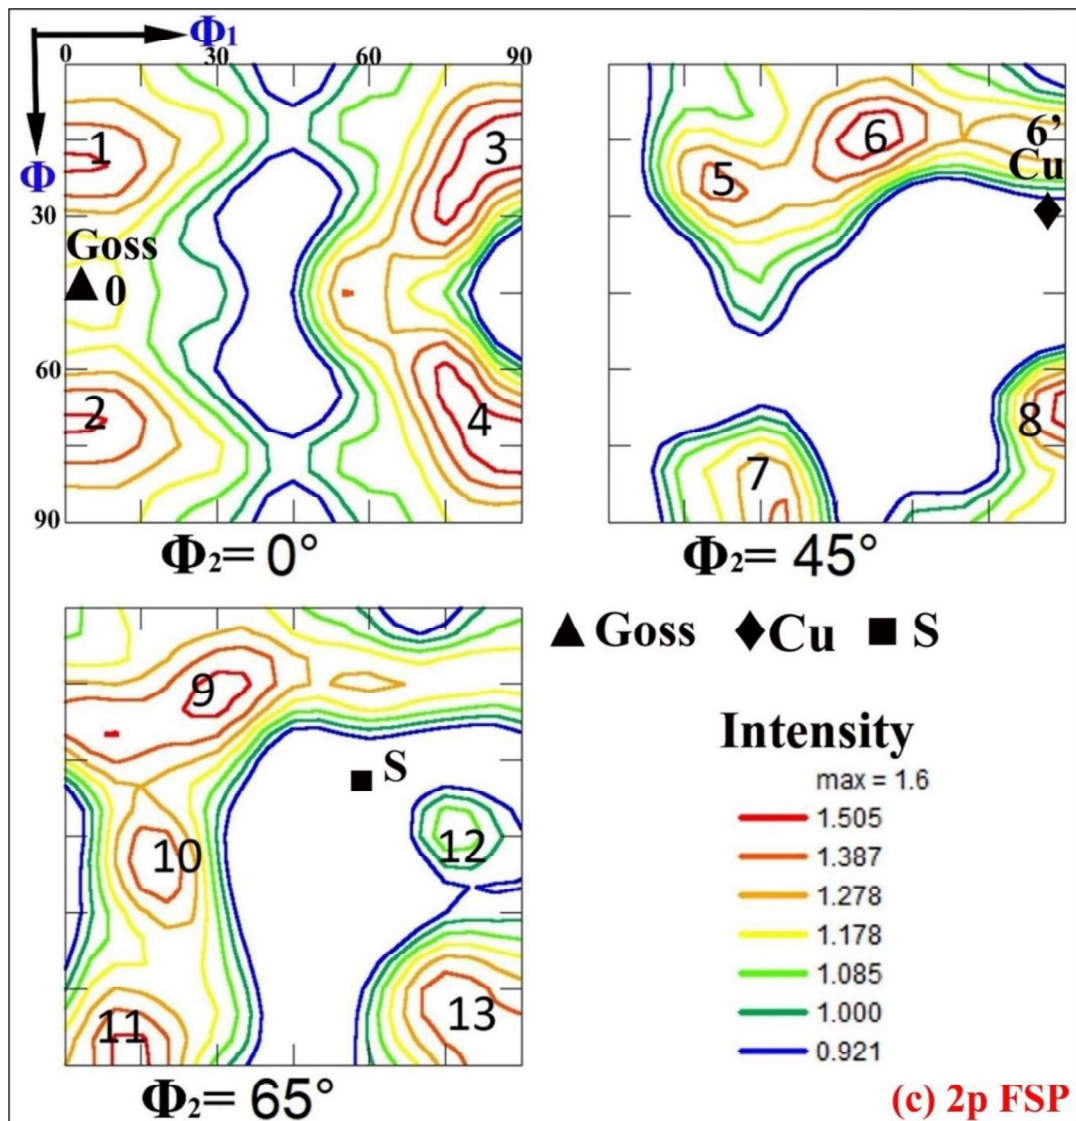 Φ1
0 30 60 90
Φ
1
3
6
6'
Cu
5
30
Goss
0
60
2
4
8
7
90
Φ2= 0°
Φ2= 45°
▲ Goss ◆Cu ■ S
9
S
10
12
11
13
Φ2= 65°
Intensity
max = 1.6
1.505
1.387
1.278
1.178
1.085
1.000
0.921
(c) 2p FSP